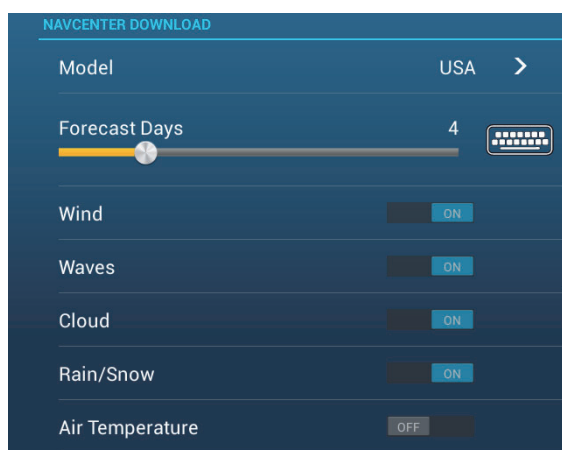 NAVCENTER DOWNLOAD
Model USA
Forecast Days 4
Wind ON
Waves ON
Cloud ON
Rain/Snow ON
Air Temperature OFF